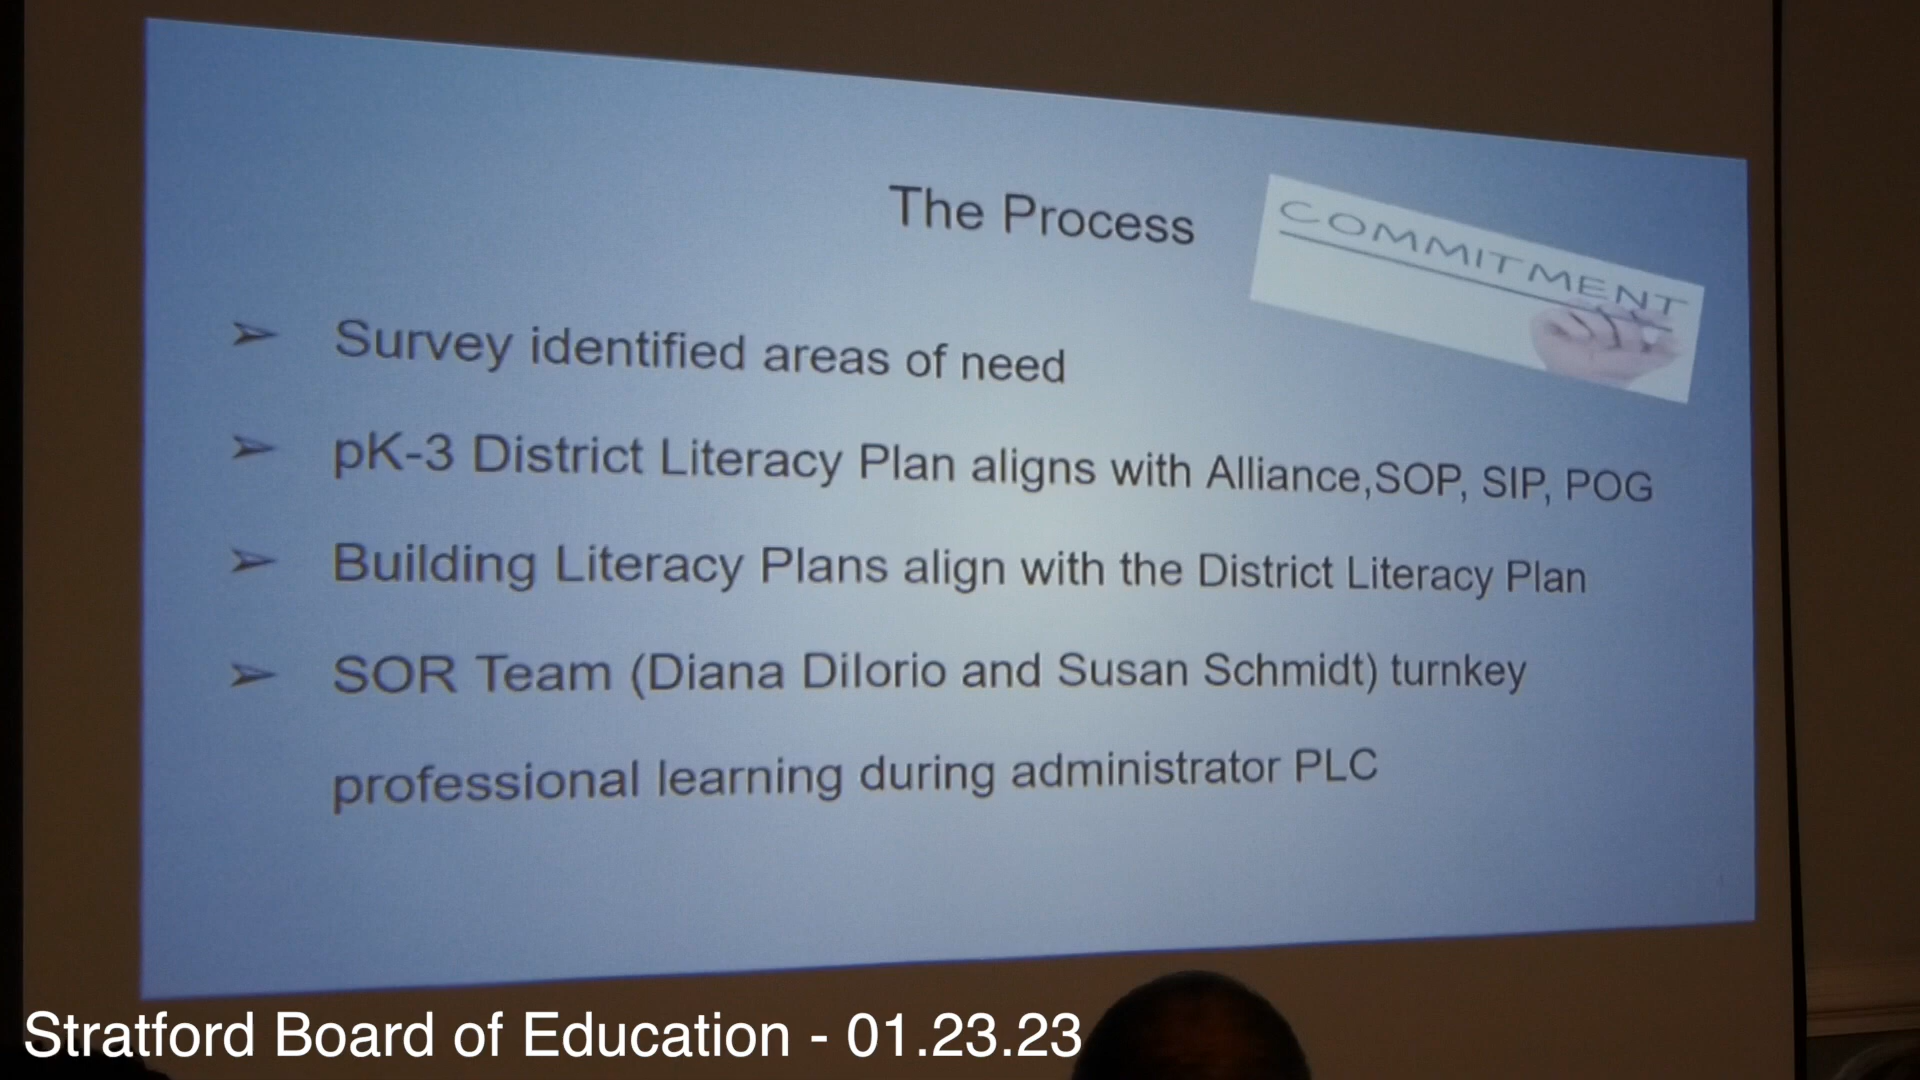 The Process
COMMITMENT
➢ Survey identified areas of need
➢ pK-3 District Literacy Plan aligns with Alliance,SOP, SIP, POG
➢ Building Literacy Plans align with the District Literacy Plan
➢ SOR Team (Diana DiIorio and Susan Schmidt) turnkey
professional learning during administrator PLC
Stratford Board of Education - 01.23.23